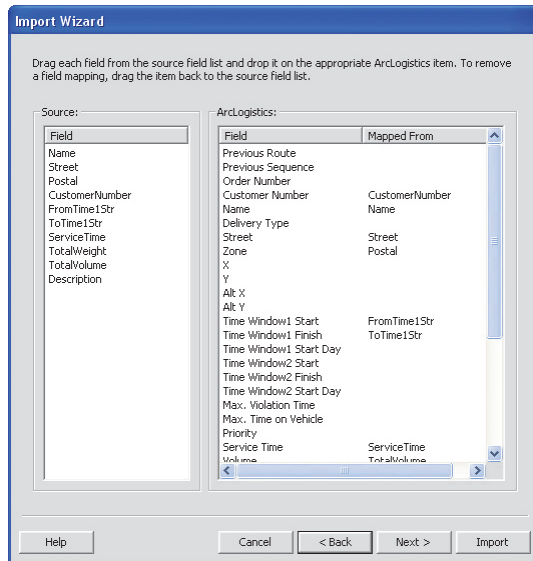 Import Wizard
Drag each field from the source field list and drop it on the appropriate ArcLogistics item. To remove
a field mapping, drag the item back to the source field list.
Source:
Field
Name
Street
Postal
CustomerNumber
FromTime1Str
ToTime1Str
ServiceTime
TotalWeight
TotalVolume
Description
ArcLogistics:
Field Mapped From
Previous Route
Previous Sequence
Order Number
Customer Number CustomerNumber
Name Name
Delivery Type
Street Street
Zone Postal
X
Y
Alt X
Alt Y
Time Window1 Start FromTime1Str
Time Window1 Finish ToTime1Str
Time Window1 Start Day
Time Window2 Start
Time Window2 Finish
Time Window2 Start Day
Max. Violation Time
Max. Time on Vehicle
Priority
Service Time ServiceTime
Volume TotalVolume
Help Cancel < Back Next > Import